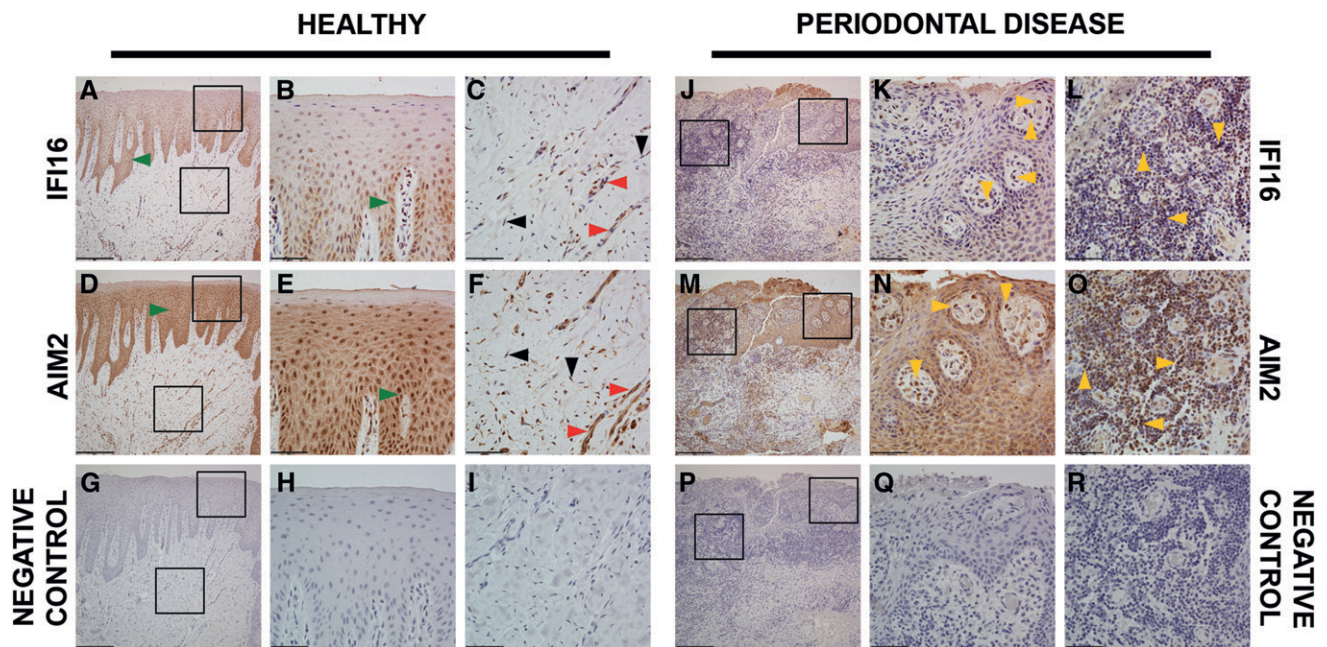 HEALTHY
PERIODONTAL DISEASE
A
B
C
J
K
L
IFI16
IFI16
D
E
F
M
N
O
AIM2
AIM2
G
H
I
P
Q
R
NEGATIVE
CONTROL
NEGATIVE
CONTROL